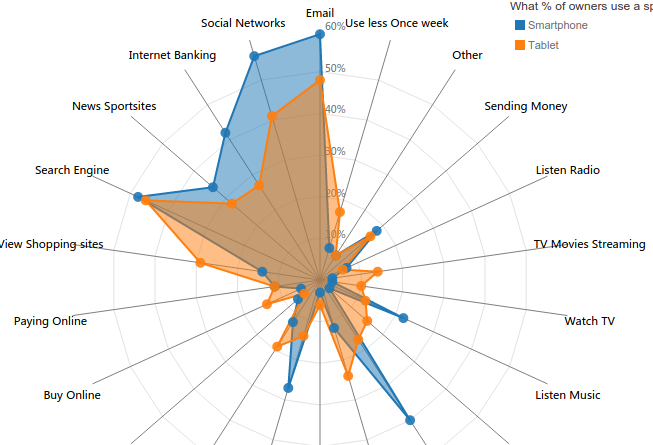 What % of owners use a sp
Smartphone
Tablet
Email
Social Networks
Use less Once week
Internet Banking
Other
News Sportsites
Sending Money
Search Engine
Listen Radio
View Shopping sites
TV Movies Streaming
Paying Online
Watch TV
Buy Online
Listen Music
60%
50%
40%
30%
20%
10%